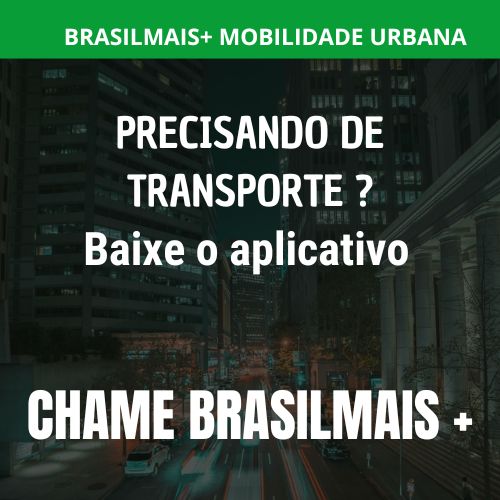 BRASILMAIS+ MOBILIDADE URBANA
PRECISANDO DE
TRANSPORTE ?
Baixe o aplicativo
CHAME BRASILMAIS +